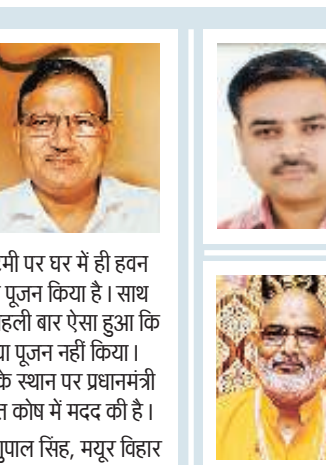 मी पर घर में ही हवन
पूजन किया है। साथ
हली बार ऐसा हुआ कि
पूजन नहीं किया।
के स्थान पर प्रधानमंत्री
कोष में मदद की है।
पाल सिंह, मयूर विहार